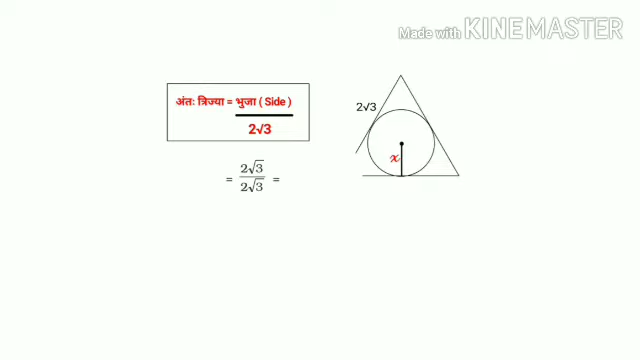 Made with KINEMASTER
अंतः त्रिज्या = भुजा ( Side )
2√3
= 2√3 / 2√3 =
2√3
x